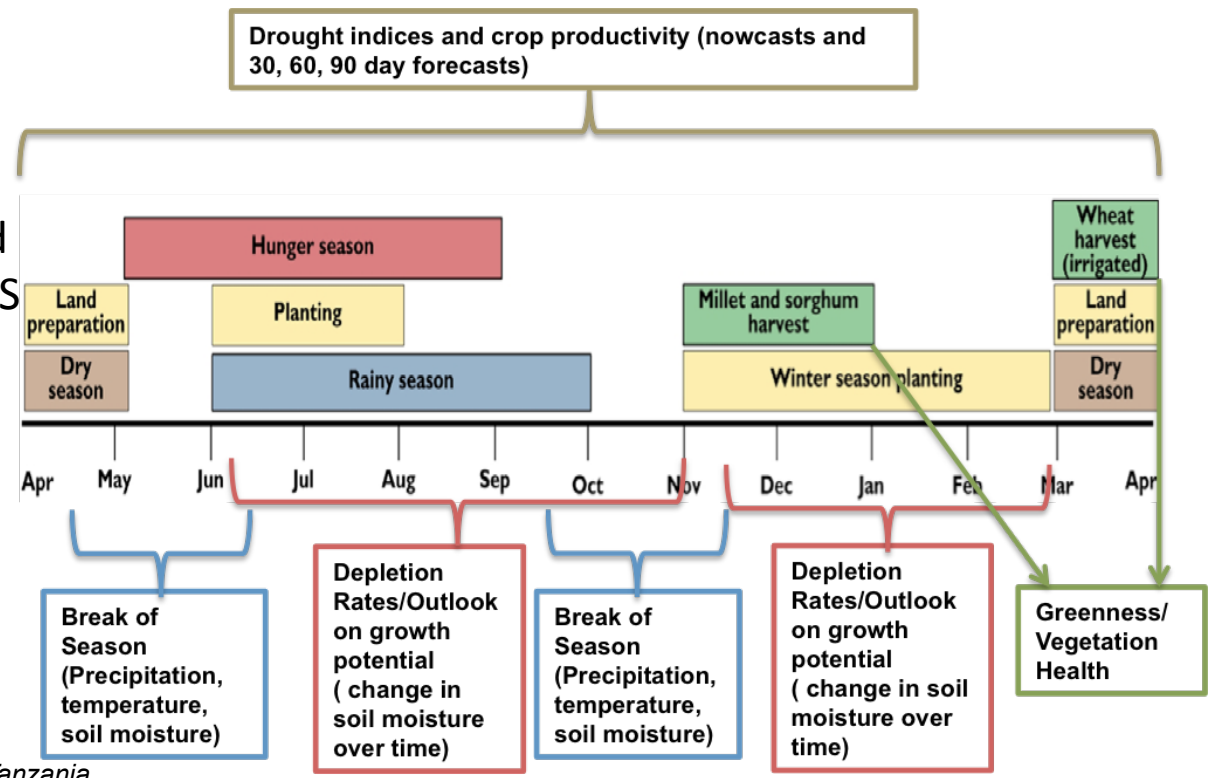 Drought indices and crop productivity (nowcasts and
30, 60, 90 day forecasts)
Hunger season
Wheat
harvest
(irrigated)
Land
preparation
Planting
Millet and sorghum
harvest
Land
preparation
Dry
season
Rainy season
Winter season planting
Dry
season
Apr May Jun Jul Aug Sep Oct Nov Dec Jan Feb Mar Apr
Break of
Season
(Precipitation,
temperature,
soil moisture)
Depletion
Rates/Outlook
on growth
potential
( change in
soil moisture
over time)
Break of
Season
(Precipitation,
temperature,
soil moisture)
Depletion
Rates/Outlook
on growth
potential
( change in soil
moisture over
time)
Greenness/
Vegetation
Health